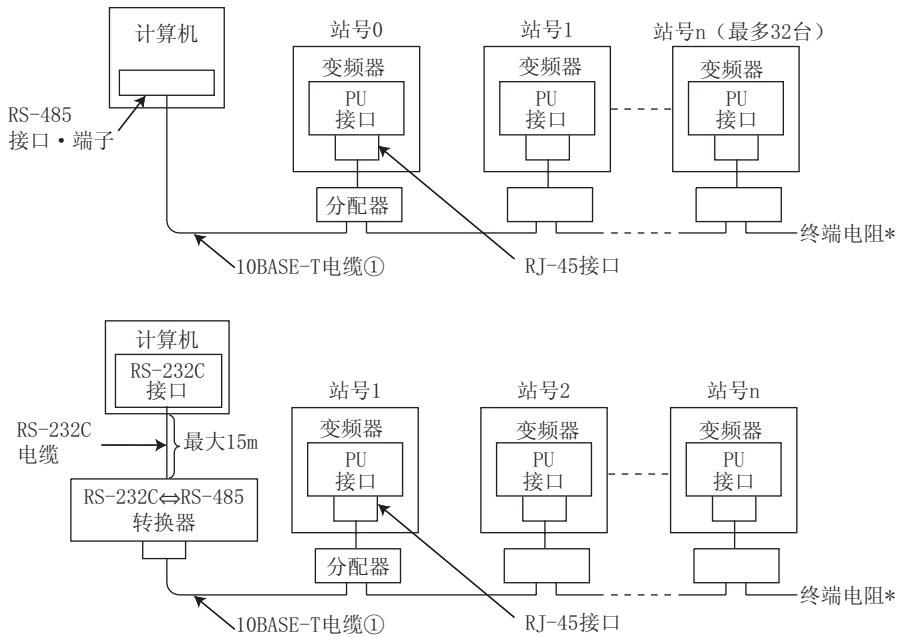 计算机
站号0
站号1
站号n（最多32台）
变频器
变频器
变频器
PU
接口
PU
接口
PU
接口
RS-485
接口·端子
分配器
终端电阻*
10BASE-T电缆①
RJ-45接口
计算机
RS-232C
接口
站号1
站号2
站号n
RS-232C
电缆
最大15m
变频器
变频器
变频器
PU
接口
PU
接口
PU
接口
RS-232C⇔RS-485
转换器
分配器
终端电阻*
10BASE-T电缆①
RJ-45接口